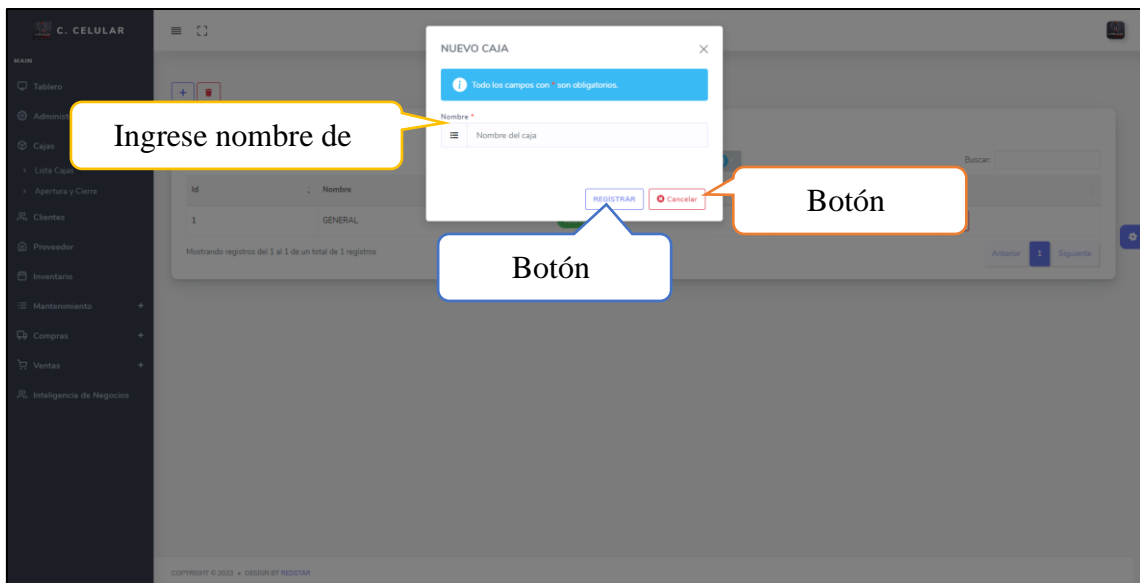 C. CELULAR
NUEVO CAJA
MAIN
Todo los campos con * son obligatorios.
Tablero
Administ
Nombre *
Ingrese nombre de
Nombre del caja
Cajas
Buscar:
Lista Cajas
Apertura y Cierre
Id Nombre
REGISTRAR Cancelar
Botón
Clientes
1 GENERAL
Proveedor
Mostrando registros del 1 al 1 de un total de 1 registros
Anterior 1 Siguiente
Botón
Inventario
Mantenimiento +
Compras +
Ventas +
Inteligencia de Negocios
COPYRIGHT © 2023 • DESIGN BY REDSTAR